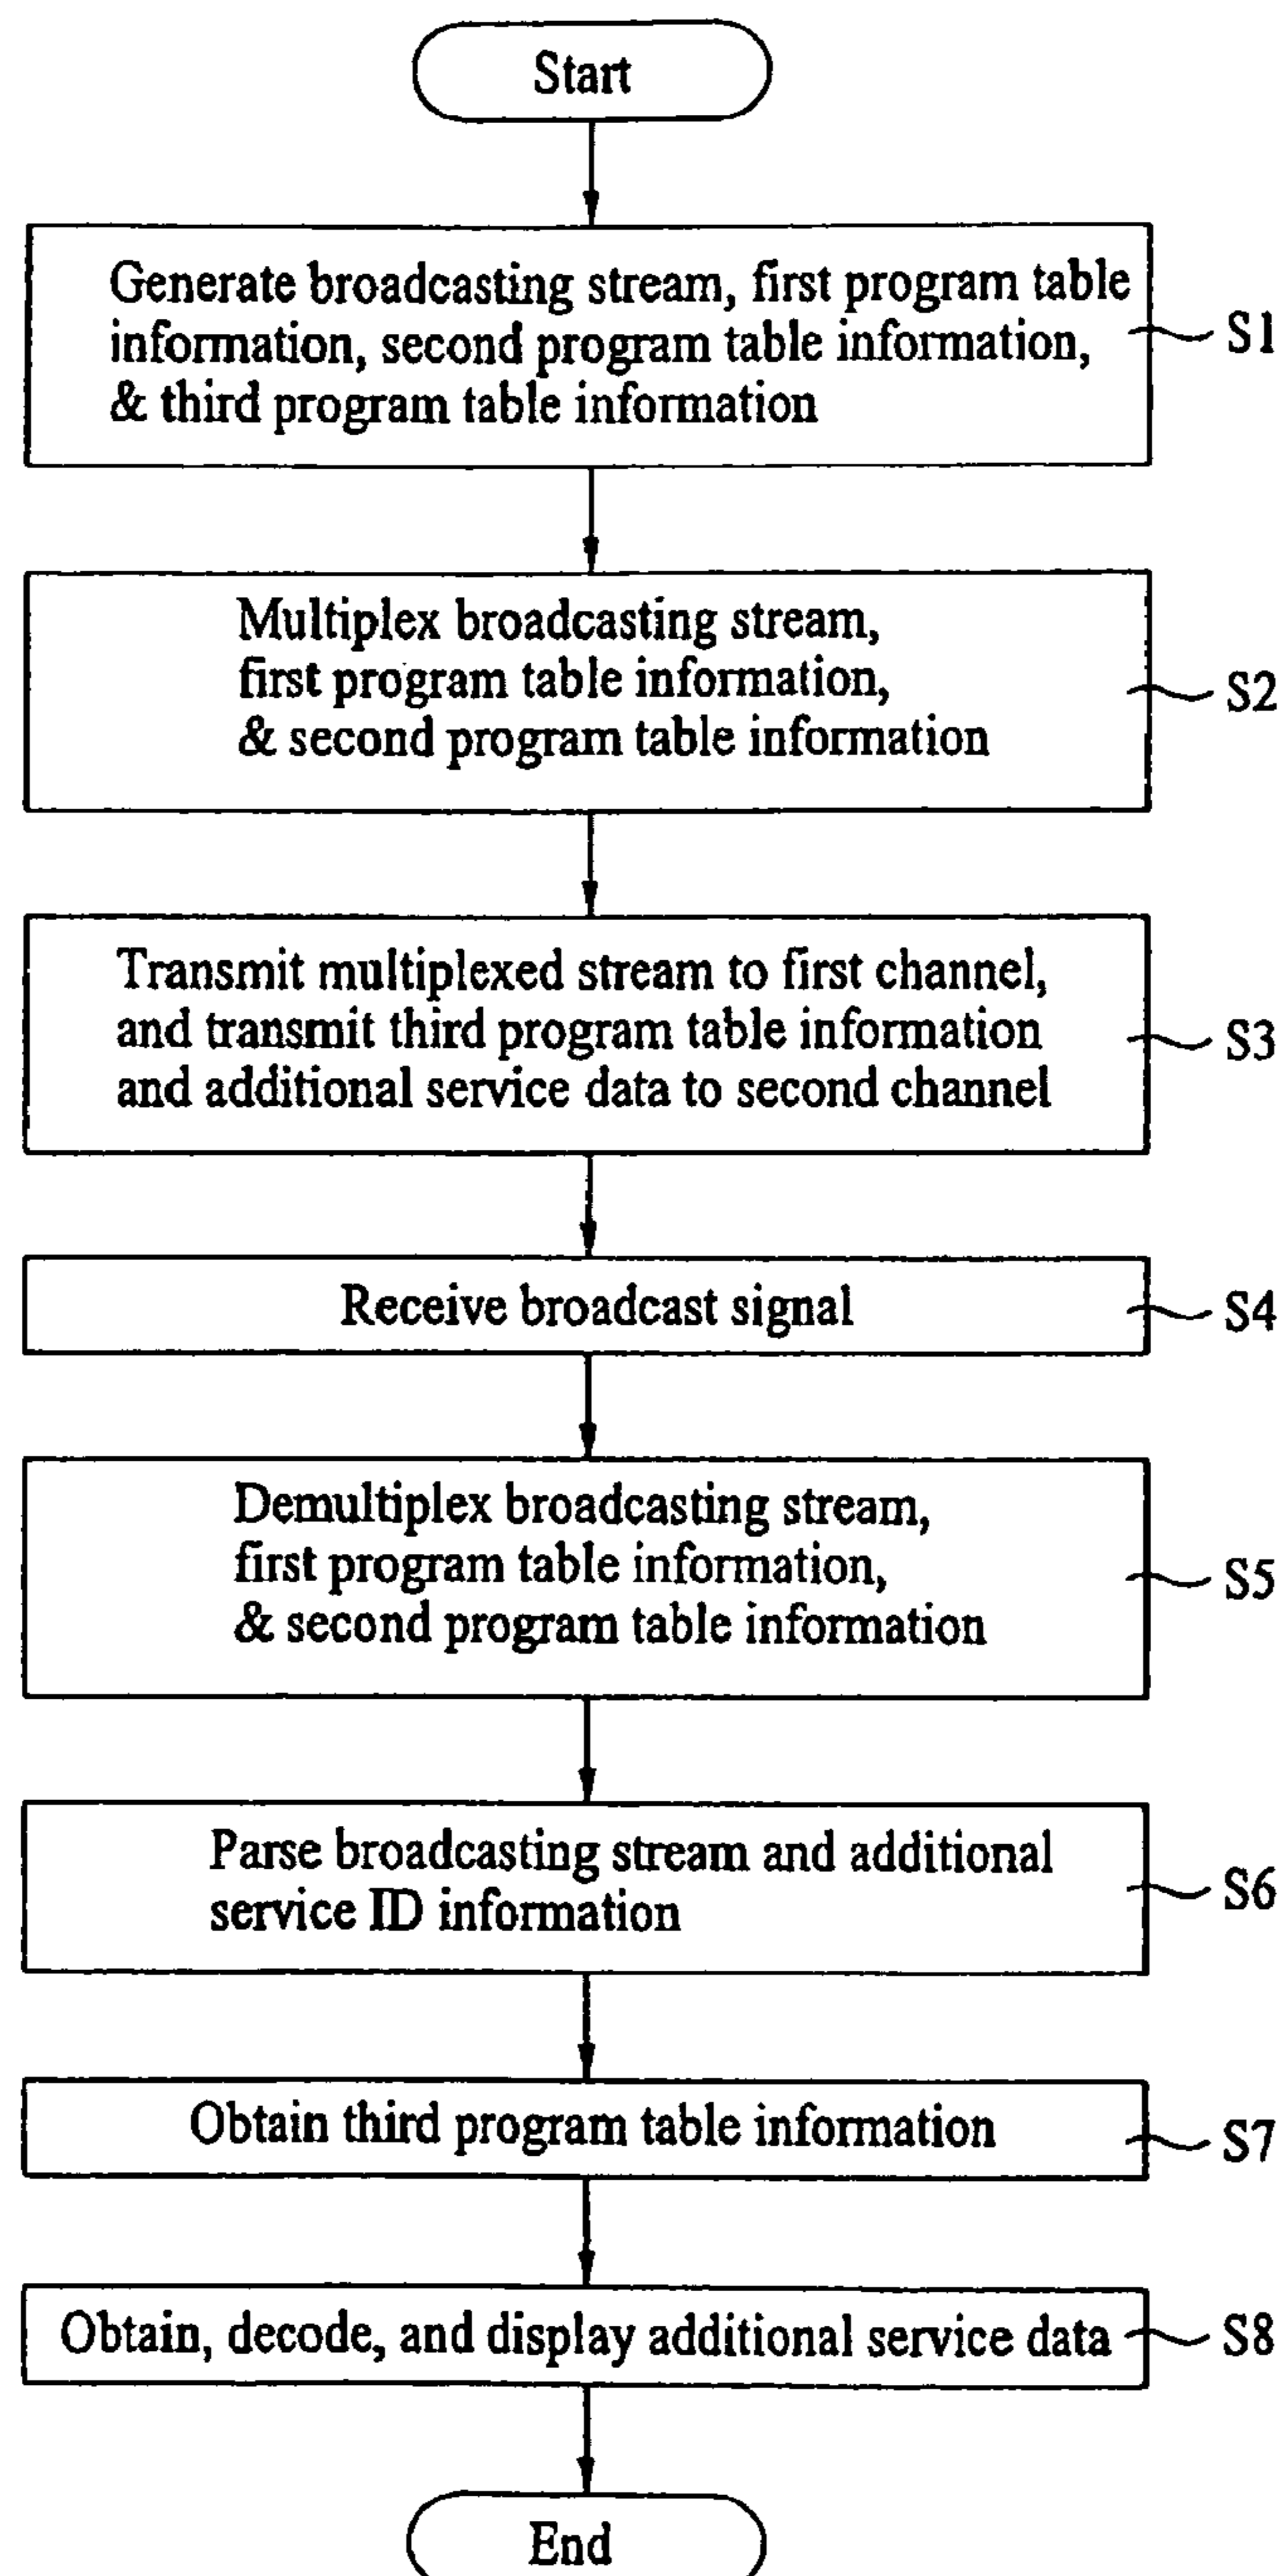 Start
Generate broadcasting stream, first program table
information, second program table information,
& third program table information
S1
Multiplex broadcasting stream,
first program table information,
& second program table information
S2
Transmit multiplexed stream to first channel,
and transmit third program table information
and additional service data to second channel
S3
Receive broadcast signal
S4
Demultiplex broadcasting stream,
first program table information,
& second program table information
S5
Parse broadcasting stream and additional
service ID information
S6
Obtain third program table information
S7
Obtain, decode, and display additional service data
S8
End